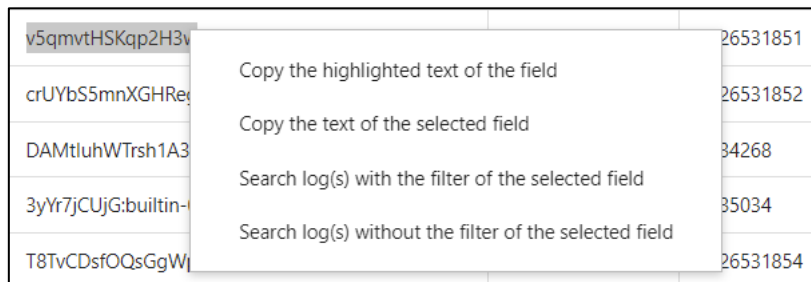 v5qmvtHSKqp2H3 26531851
Copy the highlighted text of the field
crUYbS5mnXGHRe 26531852
Copy the text of the selected field
DAMtluhWTrsh1A3 34268
Search log(s) with the filter of the selected field
3yYr7jCUjG:builtin- 35034
Search log(s) without the filter of the selected field
T8TvCDsfOQsGgW 26531854